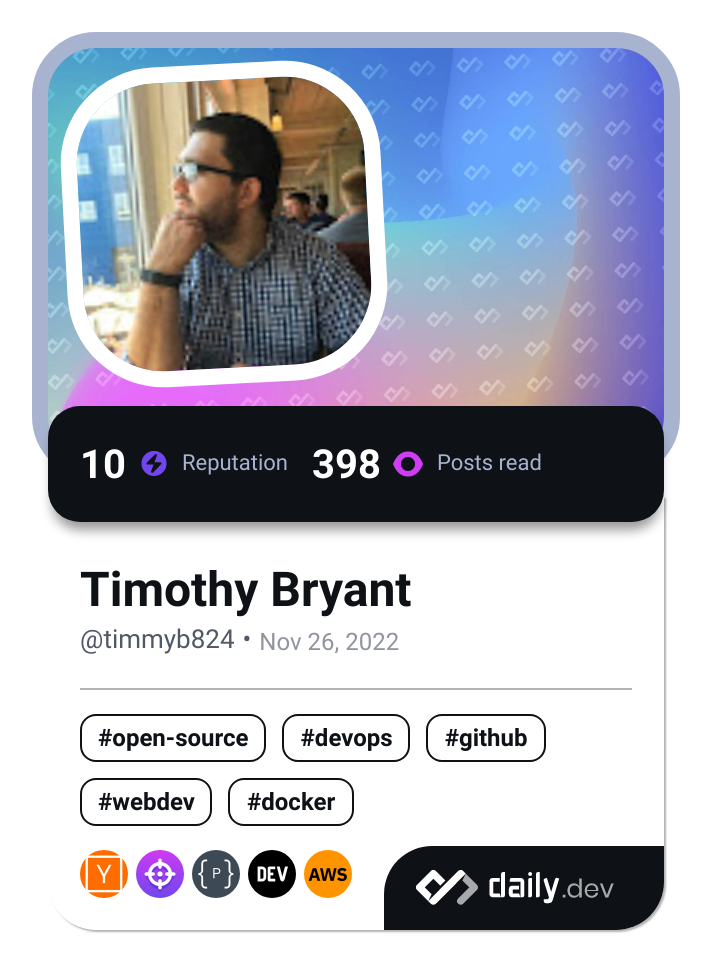 10 Reputation 398 Posts read
Timothy Bryant
@timmyb824 • Nov 26, 2022
#open-source #devops #github
#webdev #docker
Y {P} DEV AWS
daily.dev